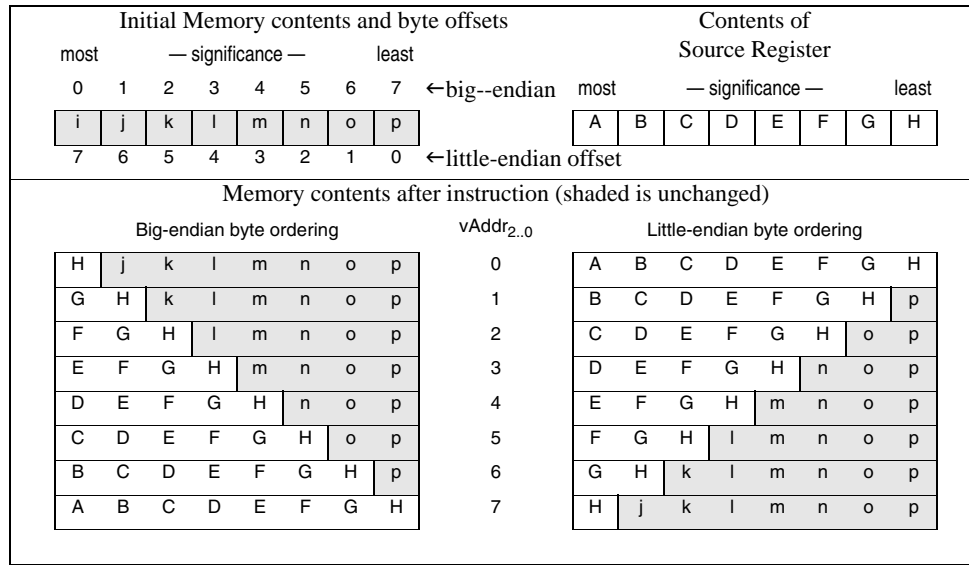 Initial Memory contents and byte offsets
Contents of
Source Register
most — significance — least
0 1 2 3 4 5 6 7 ←big--endian
most — significance — least
i j k l m n o p
A B C D E F G H
7 6 5 4 3 2 1 0 ←little-endian offset
Memory contents after instruction (shaded is unchanged)
Big-endian byte ordering vAddr2..0 Little-endian byte ordering
H j k l m n o p 0 A B C D E F G H
G H k l m n o p 1 B C D E F G H p
F G H l m n o p 2 C D E F G H o p
E F G H m n o p 3 D E F G H n o p
D E F G H n o p 4 E F G H m n o p
C D E F G H o p 5 F G H l m n o p
B C D E F G H p 6 G H k l m n o p
A B C D E F G H 7 H j k l m n o p